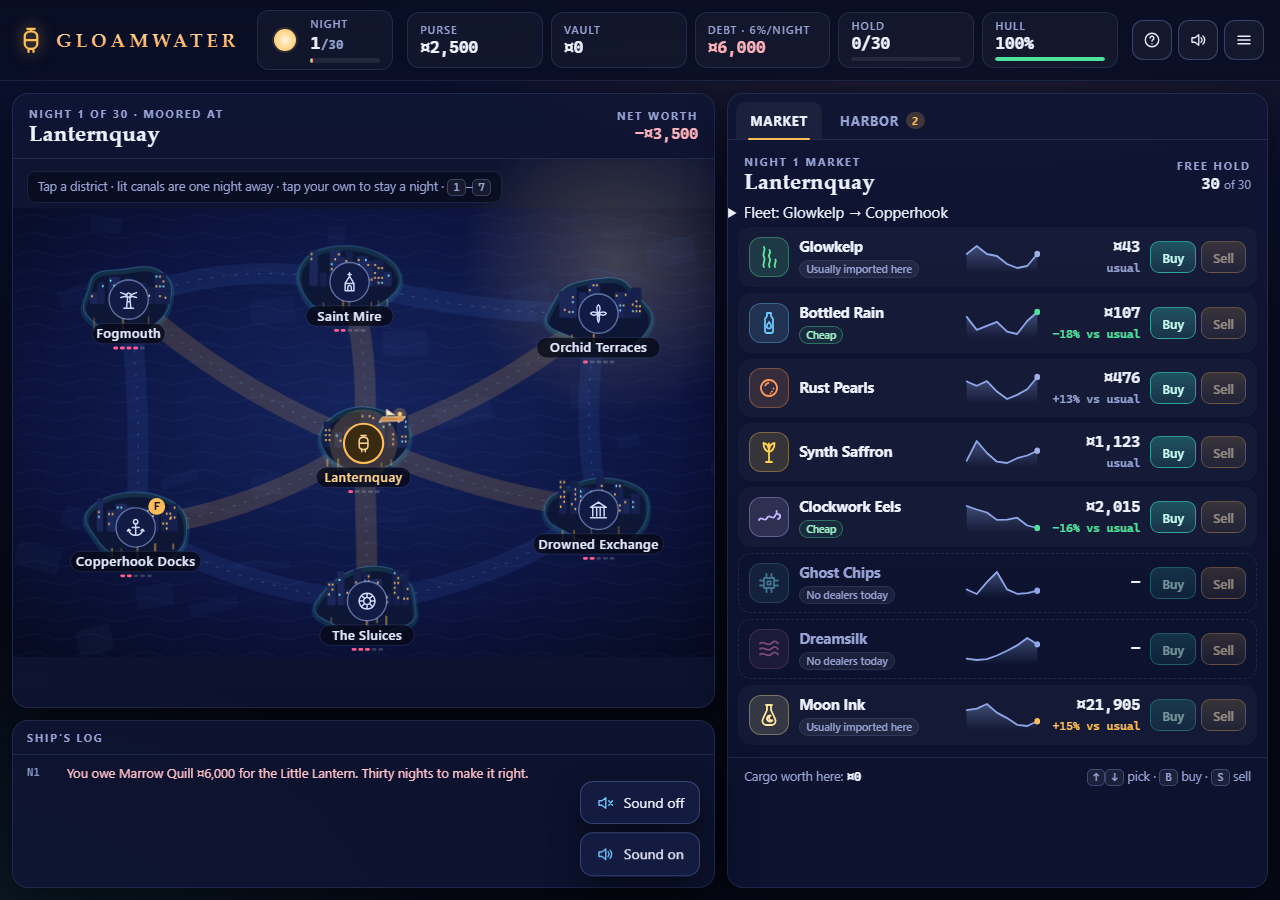 GLOAMWATER
NIGHT
1/30
PURSE
¤2,500
VAULT
¤0
DEBT · 6%/NIGHT
¤6,000
HOLD
0/30
HULL
100%
NIGHT 1 OF 30 · MOORED AT
Lanternquay
NET WORTH
−¤3,500
Tap a district · lit canals are one night away · tap your own to stay a night · 1–7
Fogmouth
Saint Mire
Orchid Terraces
Lanternquay
F
Copperhook Docks
Drowned Exchange
The Sluices
SHIP'S LOG
N1 You owe Marrow Quill ¤6,000 for the Little Lantern. Thirty nights to make it right.
Sound off
Sound on
MARKET
HARBOR 2
NIGHT 1 MARKET
Lanternquay
FREE HOLD
30 of 30
Fleet: Glowkelp → Copperhook
Glowkelp
Usually imported here
¤43
usual
Buy
Sell
Bottled Rain
Cheap
¤107
−18% vs usual
Buy
Sell
Rust Pearls
¤476
+13% vs usual
Buy
Sell
Synth Saffron
¤1,123
usual
Buy
Sell
Clockwork Eels
Cheap
¤2,015
−16% vs usual
Buy
Sell
Ghost Chips
No dealers today
—
Buy
Sell
Dreamsilk
No dealers today
—
Buy
Sell
Moon Ink
Usually imported here
¤21,905
+15% vs usual
Buy
Sell
Cargo worth here: ¤0
↑ ↓ pick · B buy · S sell